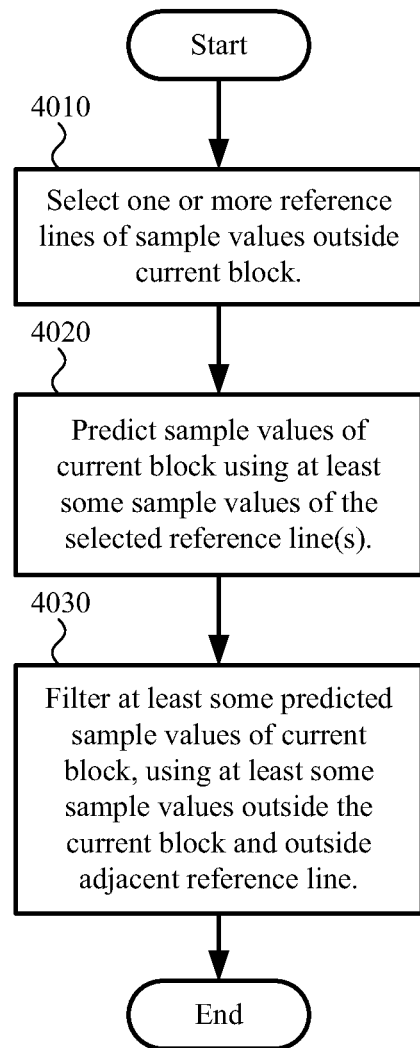 Start
4010
Select one or more reference
lines of sample values outside
current block.
4020
Predict sample values of
current block using at least
some sample values of the
selected reference line(s).
4030
Filter at least some predicted
sample values of current
block, using at least some
sample values outside the
current block and outside
adjacent reference line.
End